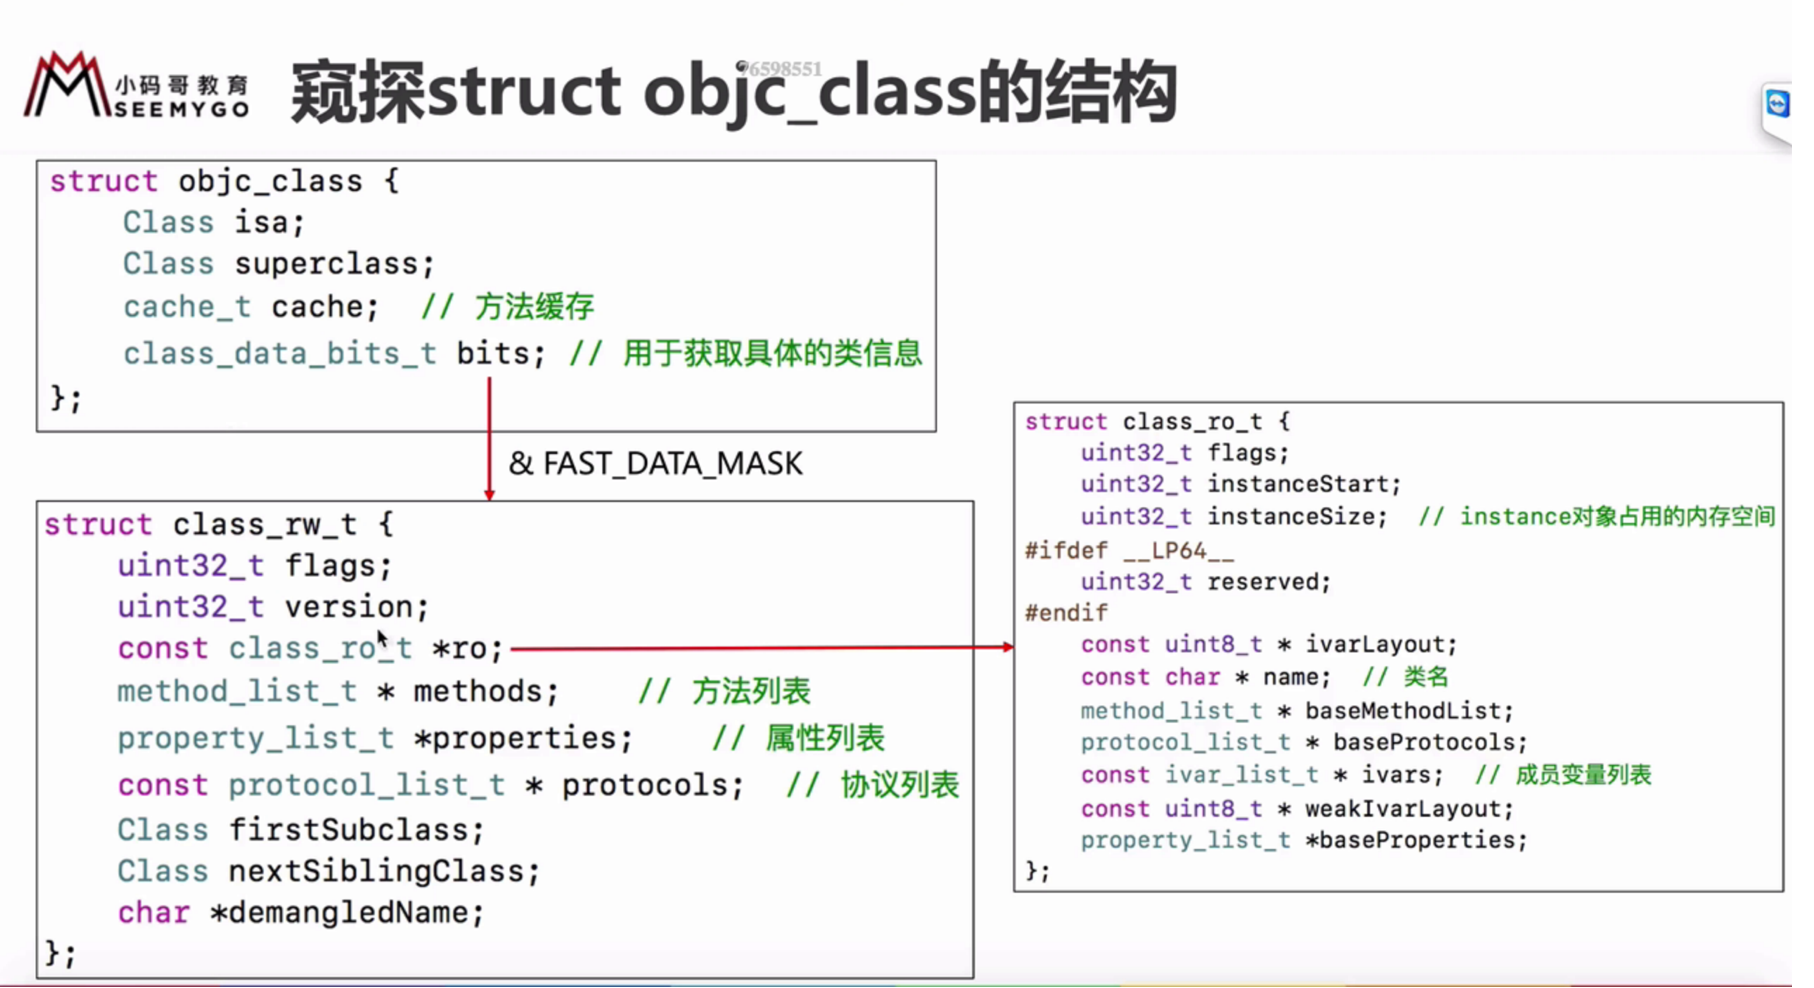 小码哥教育
SEEMYGO
窥探struct objc_class的结构
76598551
struct objc_class {
Class isa;
Class superclass;
cache_t cache; // 方法缓存
class_data_bits_t bits; // 用于获取具体的类信息
};
& FAST_DATA_MASK
struct class_rw_t {
uint32_t flags;
uint32_t version;
const class_ro_t *ro;
method_list_t * methods; // 方法列表
property_list_t *properties; // 属性列表
const protocol_list_t * protocols; // 协议列表
Class firstSubclass;
Class nextSiblingClass;
char *demangledName;
};
struct class_ro_t {
uint32_t flags;
uint32_t instanceStart;
uint32_t instanceSize; // instance对象占用的内存空间
#ifdef __LP64__
uint32_t reserved;
#endif
const uint8_t * ivarLayout;
const char * name; // 类名
method_list_t * baseMethodList;
protocol_list_t * baseProtocols;
const ivar_list_t * ivars; // 成员变量列表
const uint8_t * weakIvarLayout;
property_list_t *baseProperties;
};